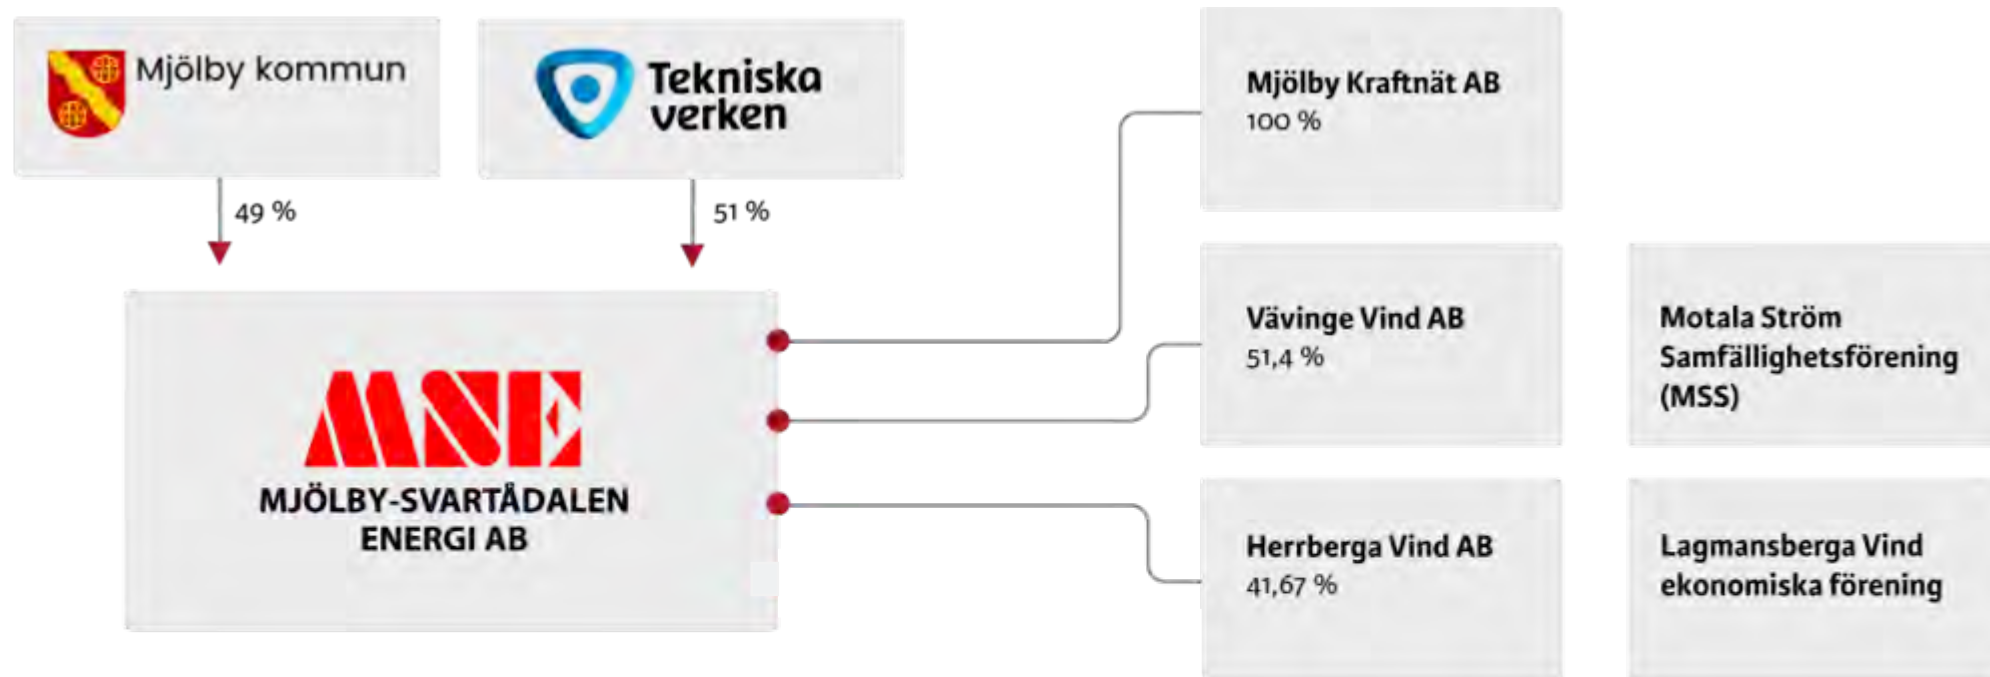 Mjölby kommun
Tekniska
verken
49 %
51 %
MSE
MJÖLBY-SVARTÅDALEN
ENERGI AB
Mjölby Kraftnät AB
100 %
Vävinge Vind AB
51,4 %
Motala Ström
Samfällighetsförening
(MSS)
Herrberga Vind AB
41,67 %
Lagmansberga Vind
ekonomiska förening